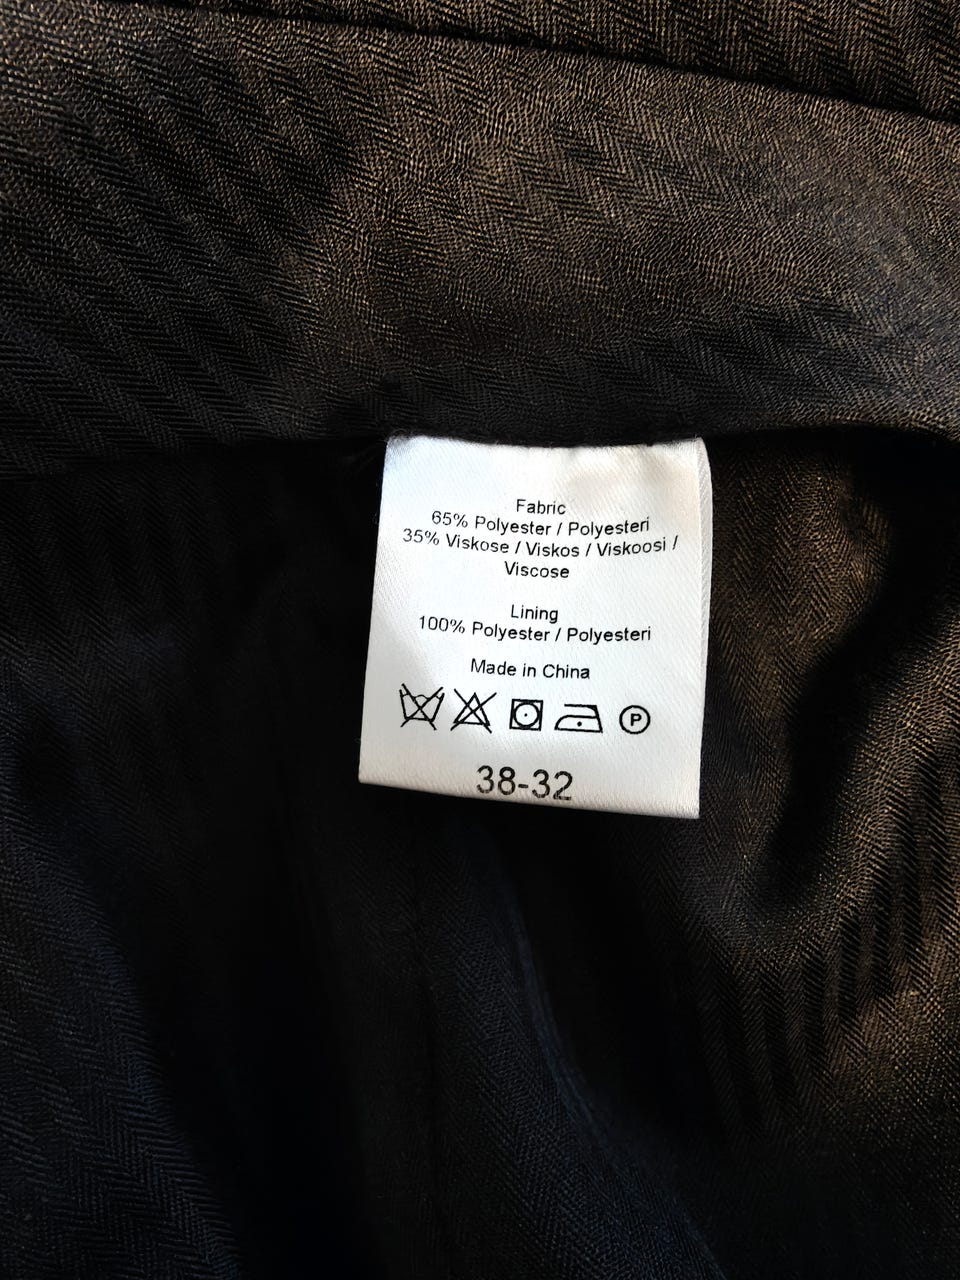 Fabric
65% Polyester / Polyesteri
35% Viskose / Viskos / Viskoosi /
Viscose
Lining
100% Polyester / Polyesteri
Made in China
P
38-32